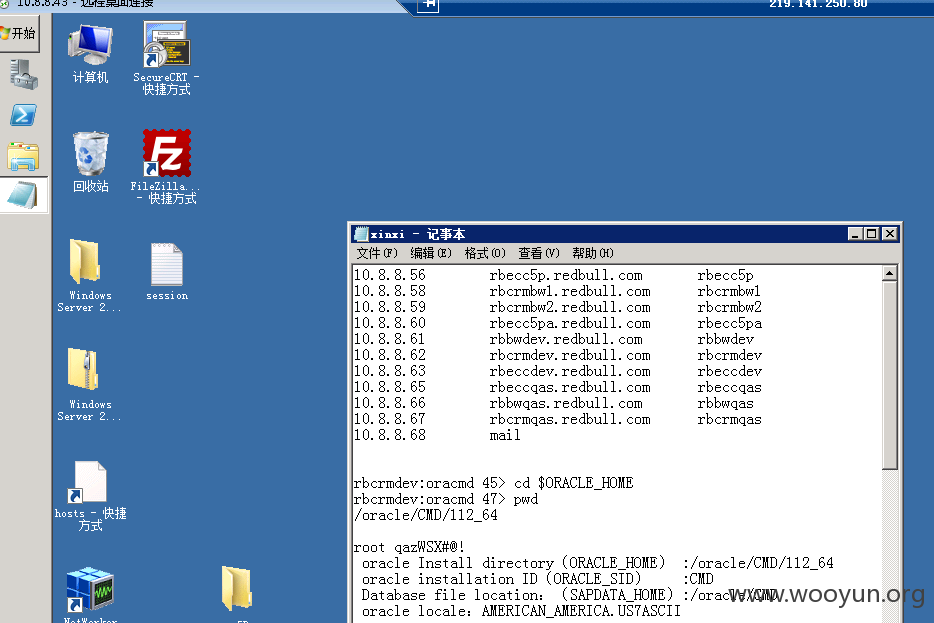 10.8.8.43 - 远程桌面连接
219.141.250.80
开始
计算机
SecureCRT -
快捷方式
回收站
FileZilla...
- 快捷方式
Windows
Server 2...
session
Windows
Server 2...
hosts - 快捷
方式
NetWorker
sp
xinxi - 记事本
文件(F) 编辑(E) 格式(O) 查看(V) 帮助(H)
10.8.8.56 rbecc5p.redbull.com rbecc5p
10.8.8.58 rbcrmbw1.redbull.com rbcrmbw1
10.8.8.59 rbcrmbw2.redbull.com rbcrmbw2
10.8.8.60 rbecc5pa.redbull.com rbecc5pa
10.8.8.61 rbbwdev.redbull.com rbbwdev
10.8.8.62 rbcrmdev.redbull.com rbcrmdev
10.8.8.63 rbeccdev.redbull.com rbeccdev
10.8.8.65 rbeccqas.redbull.com rbeccqas
10.8.8.66 rbbwqas.redbull.com rbbwqas
10.8.8.67 rbcrmqas.redbull.com rbcrmqas
10.8.8.68 mail
rbcrmdev:oracmd 45> cd $ORACLE_HOME
rbcrmdev:oracmd 47> pwd
/oracle/CMD/112_64
root qazWSX#@!
oracle Install directory (ORACLE_HOME) :/oracle/CMD/112_64
oracle installation ID (ORACLE_SID) :CMD
Database file location: (SAPDATA_HOME) :/oracle/CMD
oracle locale: AMERICAN_AMERICA.US7ASCII
www.wooyun.org